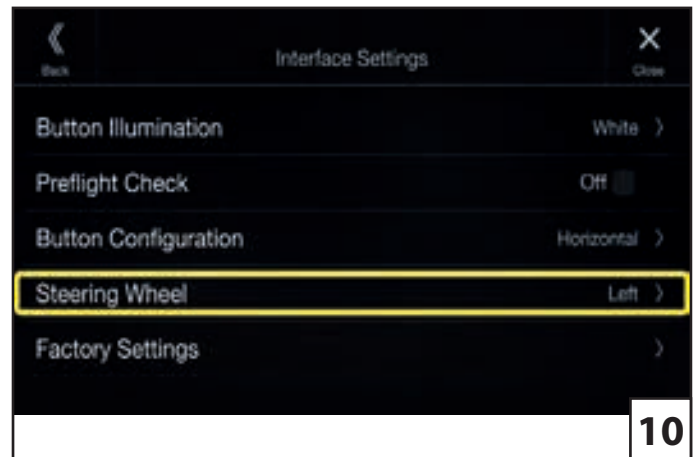 Back
Interface Settings
Close
Button Illumination White
Preflight Check Off
Button Configuration Horizontal
Steering Wheel Left
Factory Settings
10